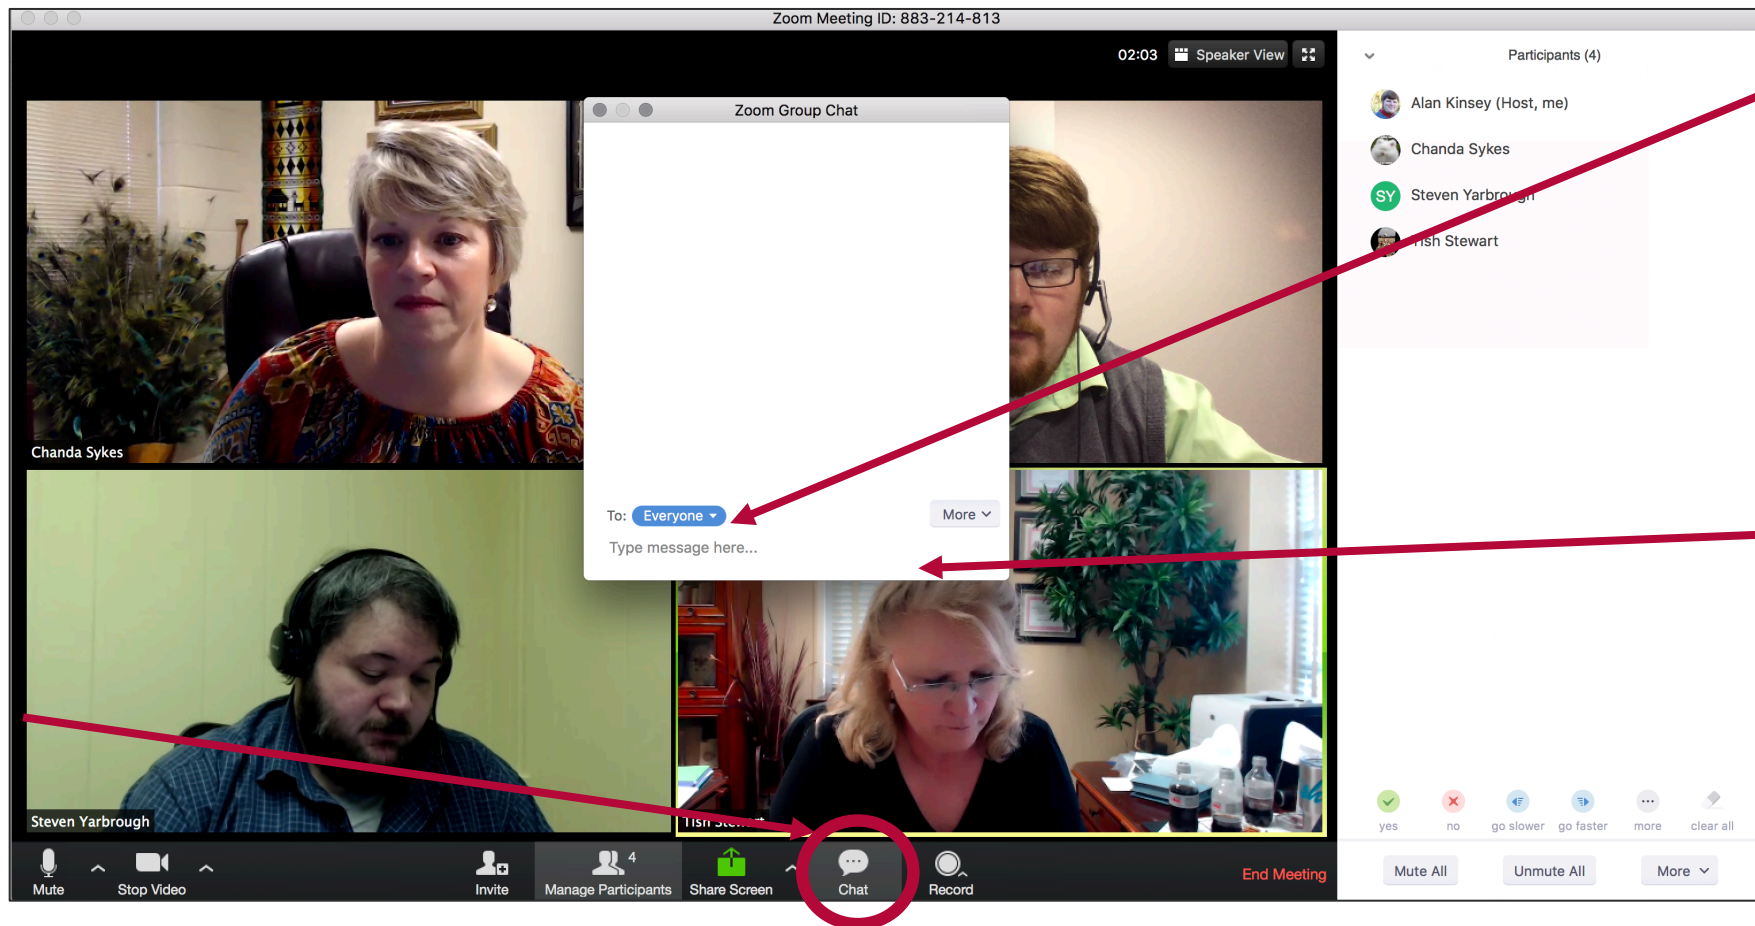 Zoom Meeting ID: 883-214-813
02:03 Speaker View
Participants (4)
Alan Kinsey (Host, me)
Chanda Sykes
SY Steven Yarbrough
Tish Stewart
Zoom Group Chat
To: Everyone
More
Type message here...
Chanda Sykes
Steven Yarbrough
Tish Stewart
yes no go slower go faster more clear all
Mute All Unmute All More
Mute Stop Video Invite Manage Participants 4 Share Screen Chat Record End Meeting